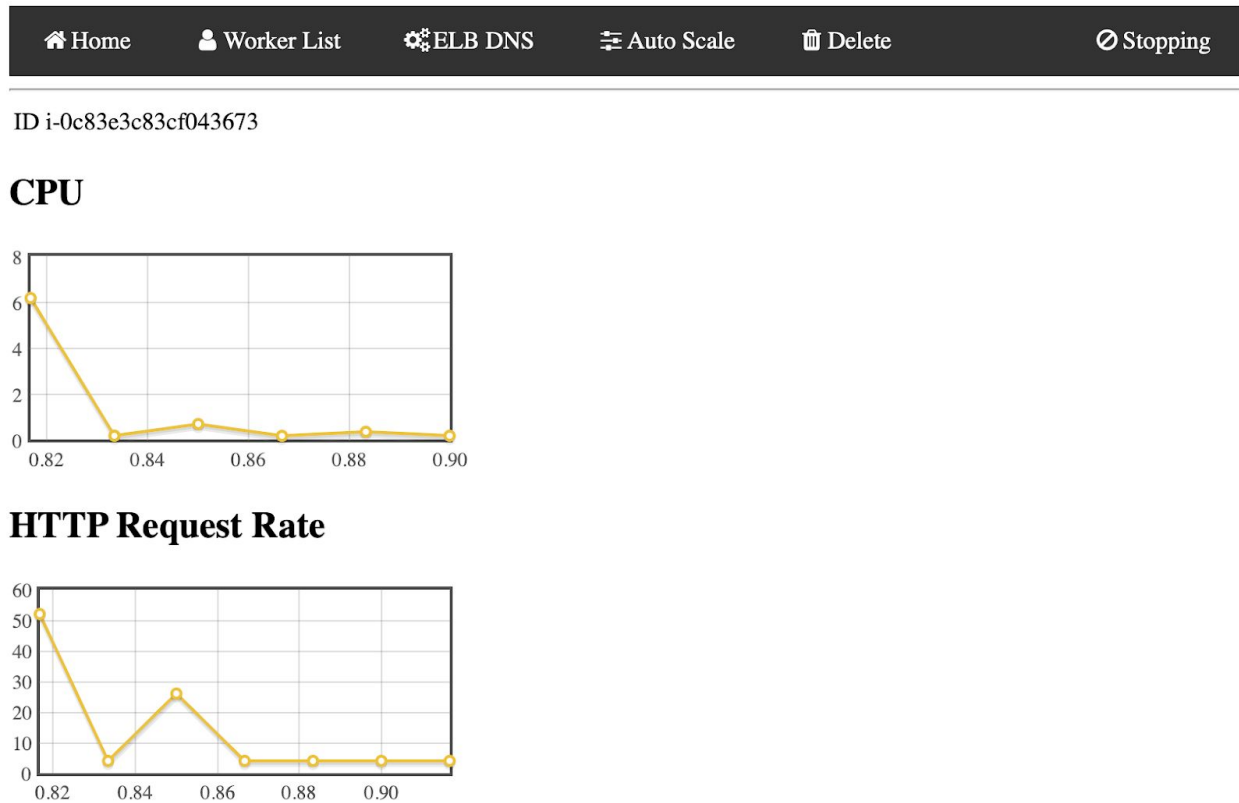 Home Worker List ELB DNS Auto Scale Delete Stopping
ID i-0c83e3c83cf043673
CPU
8
6
4
2
0
0.82 0.84 0.86 0.88 0.90
HTTP Request Rate
60
50
40
30
20
10
0
0.82 0.84 0.86 0.88 0.90